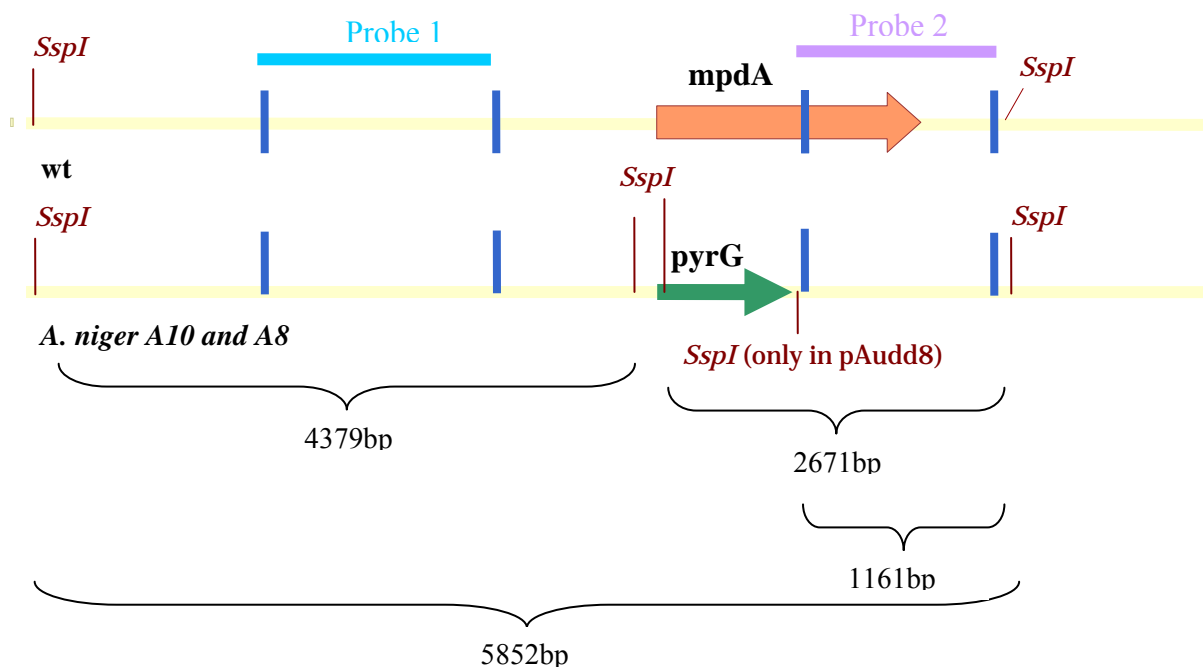 Probe 1
Probe 2
SspI
mpdA
SspI
wt
SspI
SspI
SspI
pyrG
A. niger A10 and A8
SspI (only in pAudd8)
4379bp
2671bp
1161bp
5852bp